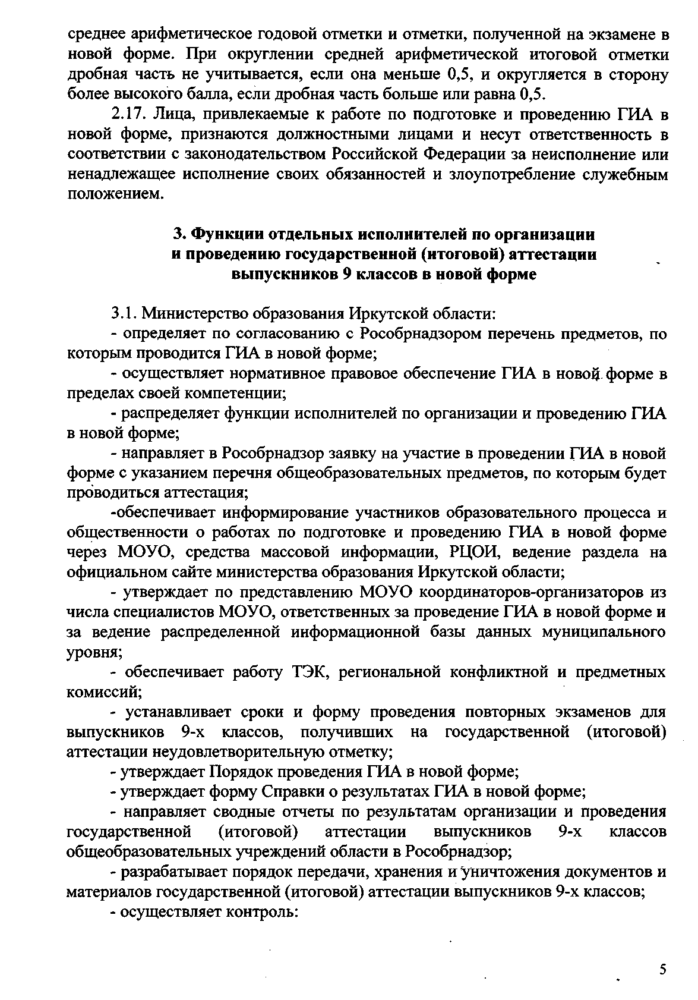 среднее арифметическое годовой отметки и отметки, полученной на экзамене в
новой форме. При округлении средней арифметической итоговой отметки
дробная часть не учитывается, если она меньше 0,5, и округляется в сторону
более высокого балла, если дробная часть больше или равна 0,5.
2.17. Лица, привлекаемые к работе по подготовке и проведению ГИА в
новой форме, признаются должностными лицами и несут ответственность в
соответствии с законодательством Российской Федерации за неисполнение или
ненадлежащее исполнение своих обязанностей и злоупотребление служебным
положением.
3. Функции отдельных исполнителей по организации
и проведению государственной (итоговой) аттестации
выпускников 9 классов в новой форме
3.1. Министерство образования Иркутской области:
- определяет по согласованию с Рособрнадзором перечень предметов, по
которым проводится ГИА в новой форме;
- осуществляет нормативное правовое обеспечение ГИА в новой форме в
пределах своей компетенции;
- распределяет функции исполнителей по организации и проведению ГИА
в новой форме;
- направляет в Рособрнадзор заявку на участие в проведении ГИА в новой
форме с указанием перечня общеобразовательных предметов, по которым будет
проводиться аттестация;
-обеспечивает информирование участников образовательного процесса и
общественности о работах по подготовке и проведению ГИА в новой форме
через МОУО, средства массовой информации, РЦОИ, ведение раздела на
официальном сайте министерства образования Иркутской области;
- утверждает по представлению МОУО координаторов-организаторов из
числа специалистов МОУО, ответственных за проведение ГИА в новой форме и
за ведение распределенной информационной базы данных муниципального
уровня;
- обеспечивает работу ТЭК, региональной конфликтной и предметных
комиссий;
- устанавливает сроки и форму проведения повторных экзаменов для
выпускников 9-х классов, получивших на государственной (итоговой)
аттестации неудовлетворительную отметку;
- утверждает Порядок проведения ГИА в новой форме;
- утверждает форму Справки о результатах ГИА в новой форме;
- направляет сводные отчеты по результатам организации и проведения
государственной (итоговой) аттестации выпускников 9-х классов
общеобразовательных учреждений области в Рособрнадзор;
- разрабатывает порядок передачи, хранения и уничтожения документов и
материалов государственной (итоговой) аттестации выпускников 9-х классов;
- осуществляет контроль:
5